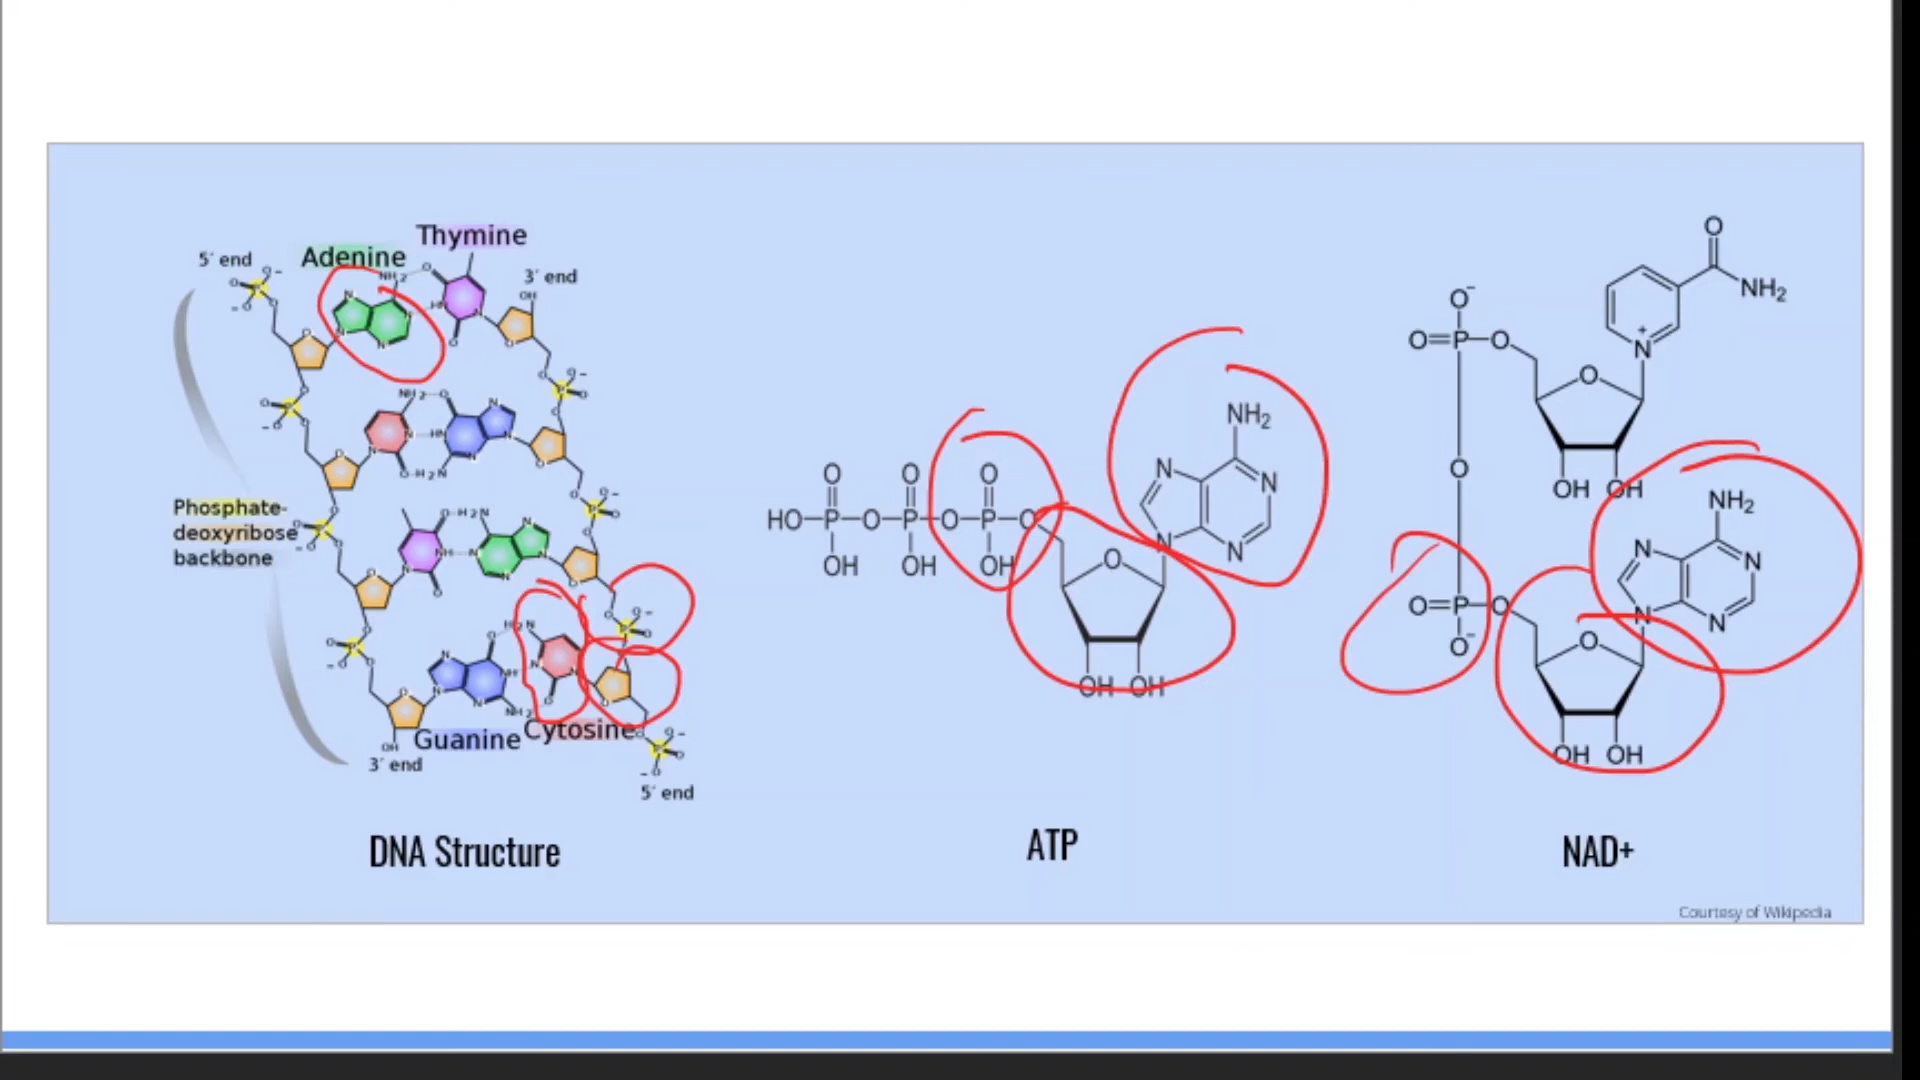 Thymine
Adenine
5′ end
3′ end
Phosphate-
deoxyribose
backbone
Guanine
Cytosine
3′ end
5′ end
O
NH₂
O⁻
O=P—O
+
N
O
O
OH OH
NH₂
N
N
N
N
O=P—O
O⁻
O
OH OH
NH₂
N
N
N
N
O O O
HO—P—O—P—O—P—O
OH OH OH
O
OH OH
DNA Structure
ATP
NAD+
Courtesy of Wikipedia